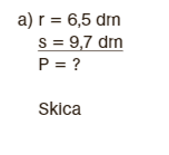 a) r = 6,5 dm
s = 9,7 dm
P = ?
Skica